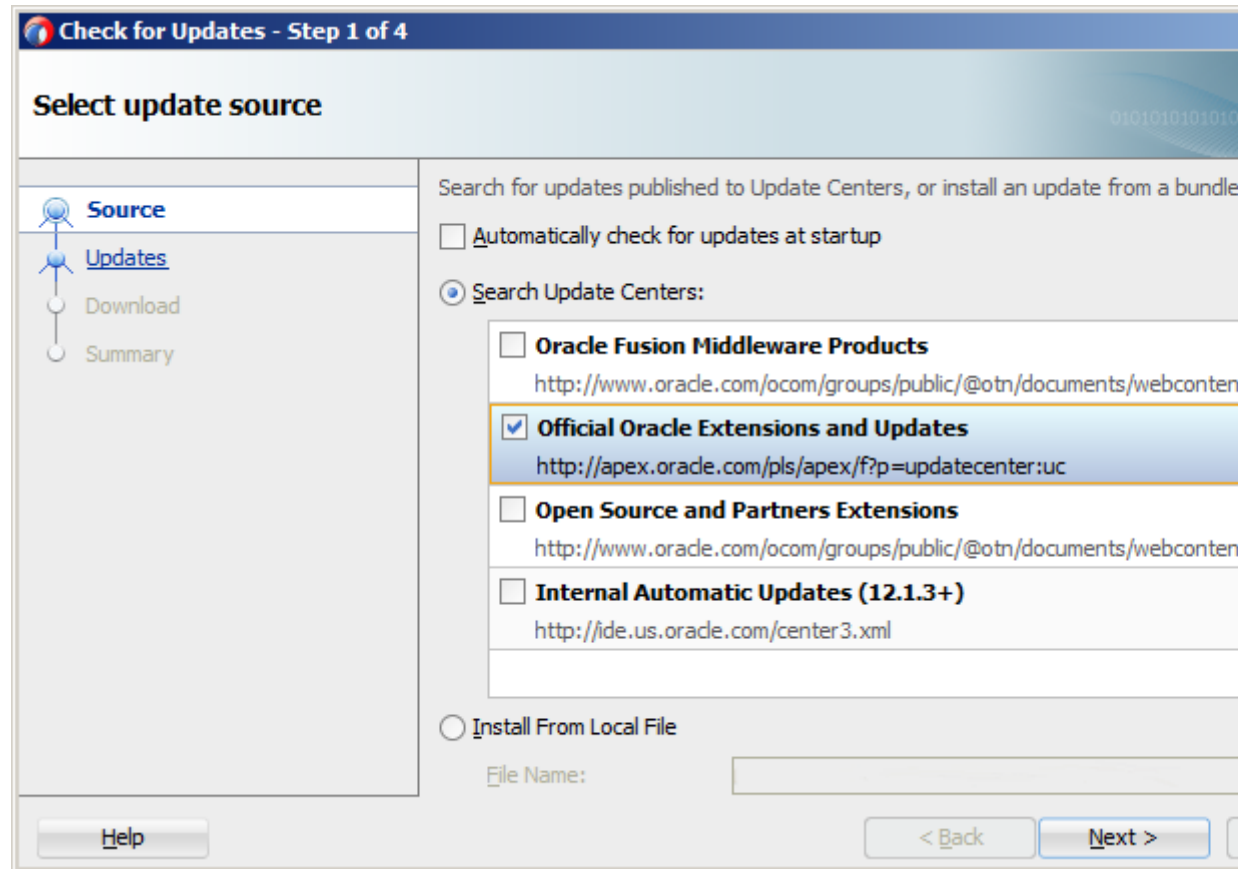 Check for Updates - Step 1 of 4
Select update source
0101010101010
Source
Updates
Download
Summary
Search for updates published to Update Centers, or install an update from a bundle
Automatically check for updates at startup
Search Update Centers:
Oracle Fusion Middleware Products
http://www.oracle.com/ocom/groups/public/@otn/documents/webconten
Official Oracle Extensions and Updates
http://apex.oracle.com/pls/apex/f?p=updatecenter:uc
Open Source and Partners Extensions
http://www.oracle.com/ocom/groups/public/@otn/documents/webconten
Internal Automatic Updates (12.1.3+)
http://ide.us.oracle.com/center3.xml
Install From Local File
File Name:
Help
< Back
Next >